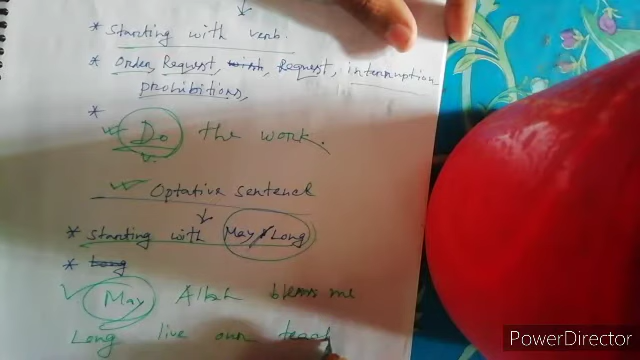 * Starting with verb.
* Order, Request, wish, Request, interruption
prohibitions,
*
Do the work.
v.
Optative sentence
* Starting with May / Long
* Long
May Allah bless me
Long live our teach
PowerDirector